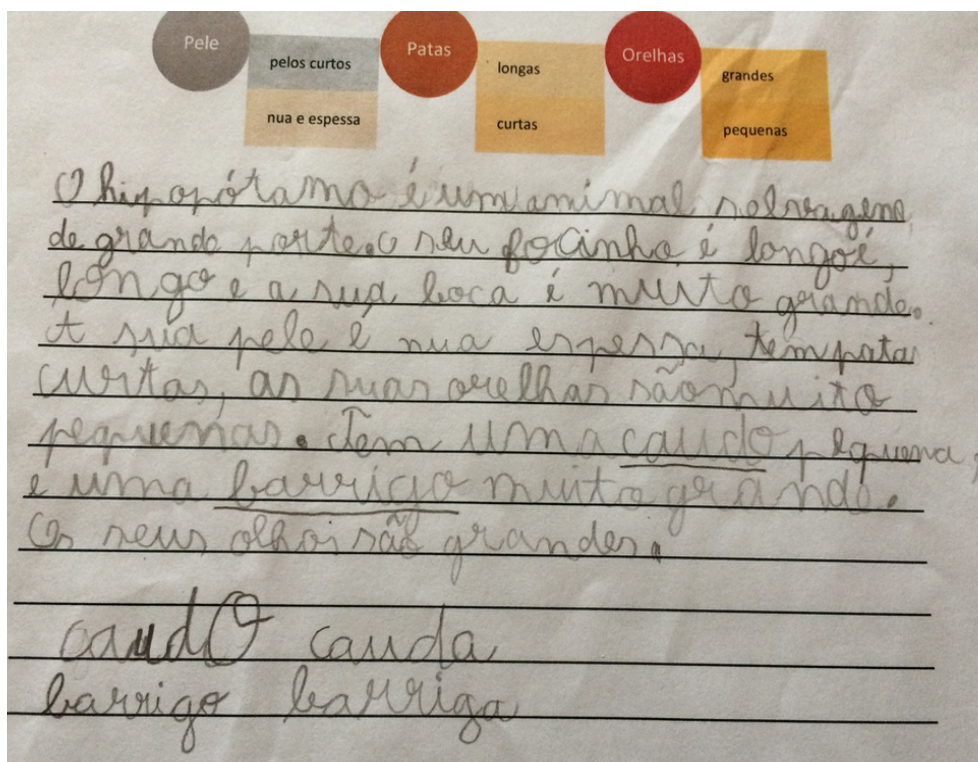 Pele
pelos curtos
nua e espessa
Patas
longas
curtas
Orelhas
grandes
pequenas
O hipopótamo é um animal selvagem
de grande porte. o seu focinho é longoé,
longo e a sua boca é muito grande.
A sua pele é nua espessa, tem pata
curtas, as suas orelhas são muito
pequenas. Tem uma caudo pequena,
e uma barrigo muito grande.
Os seus olhos são grandes.
caudO cauda
barrigo barriga